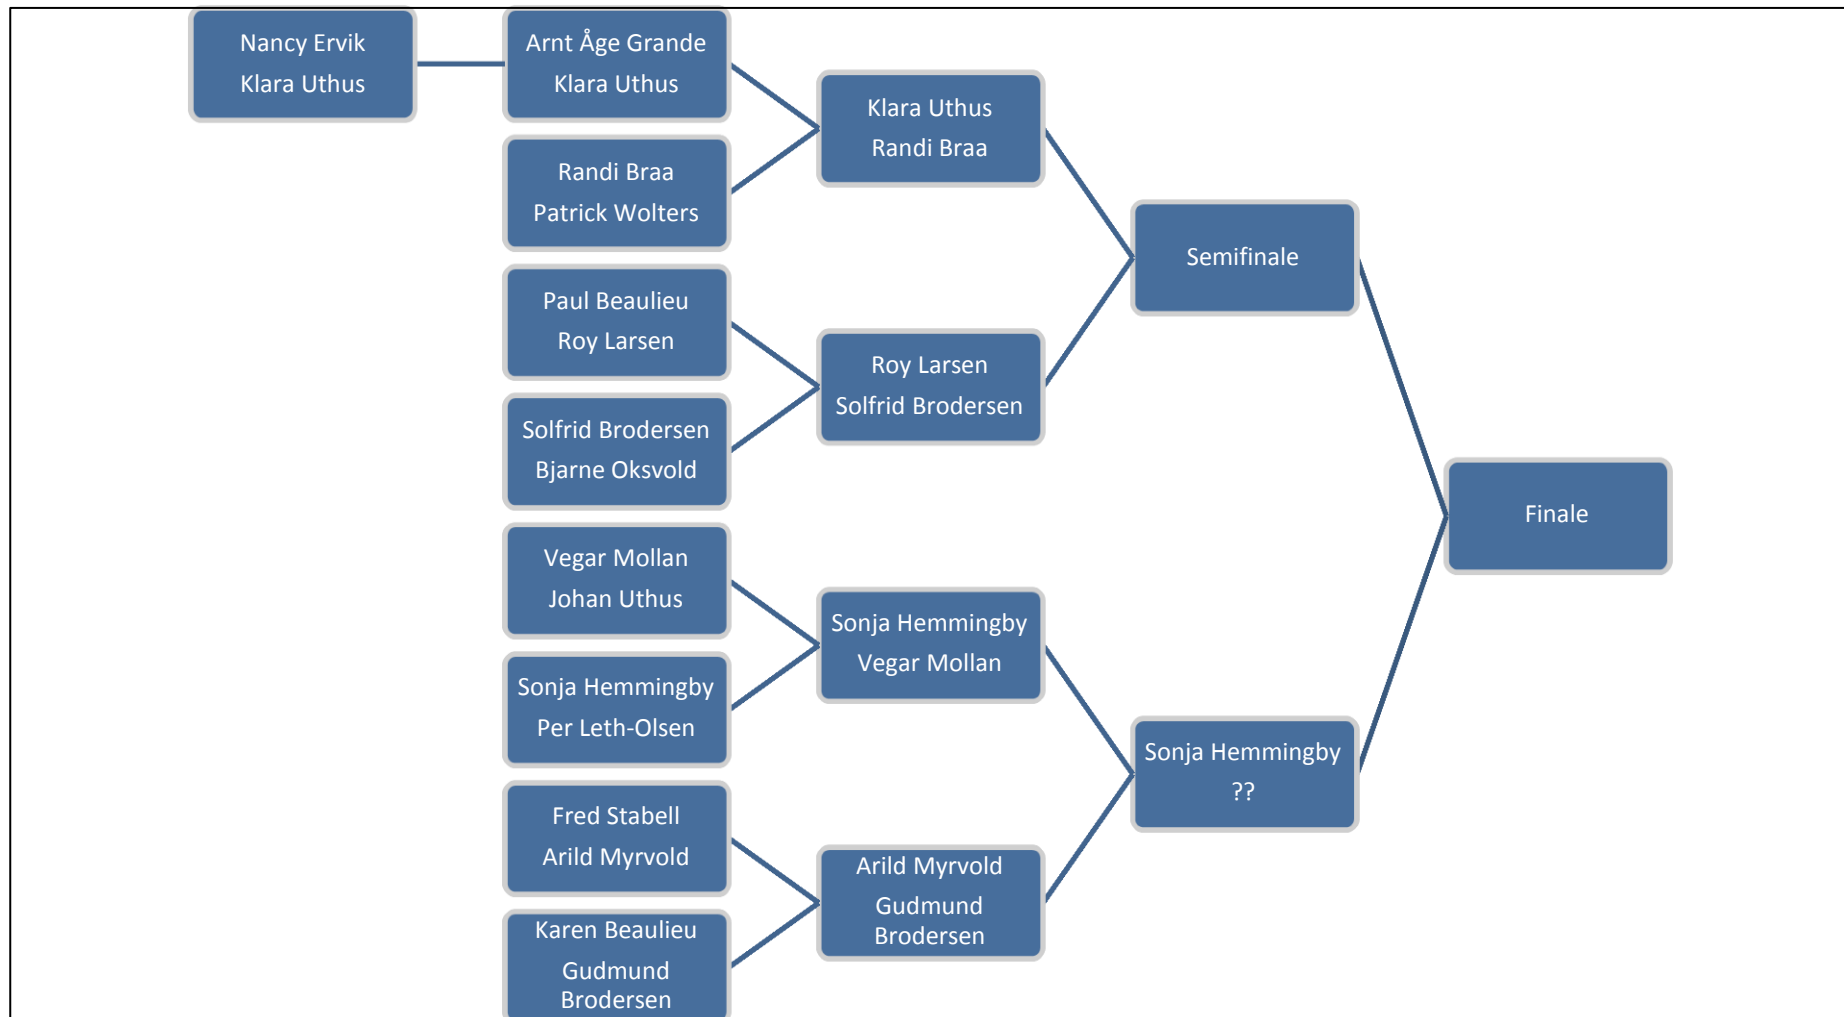 Nancy Ervik
Klara Uthus
Arnt Åge Grande
Klara Uthus
Randi Braa
Patrick Wolters
Paul Beaulieu
Roy Larsen
Solfrid Brodersen
Bjarne Oksvold
Vegar Mollan
Johan Uthus
Sonja Hemmingby
Per Leth-Olsen
Fred Stabell
Arild Myrvold
Karen Beaulieu
Gudmund
Brodersen
Klara Uthus
Randi Braa
Roy Larsen
Solfrid Brodersen
Sonja Hemmingby
Vegar Mollan
Arild Myrvold
Gudmund
Brodersen
Semifinale
Sonja Hemmingby
??
Finale